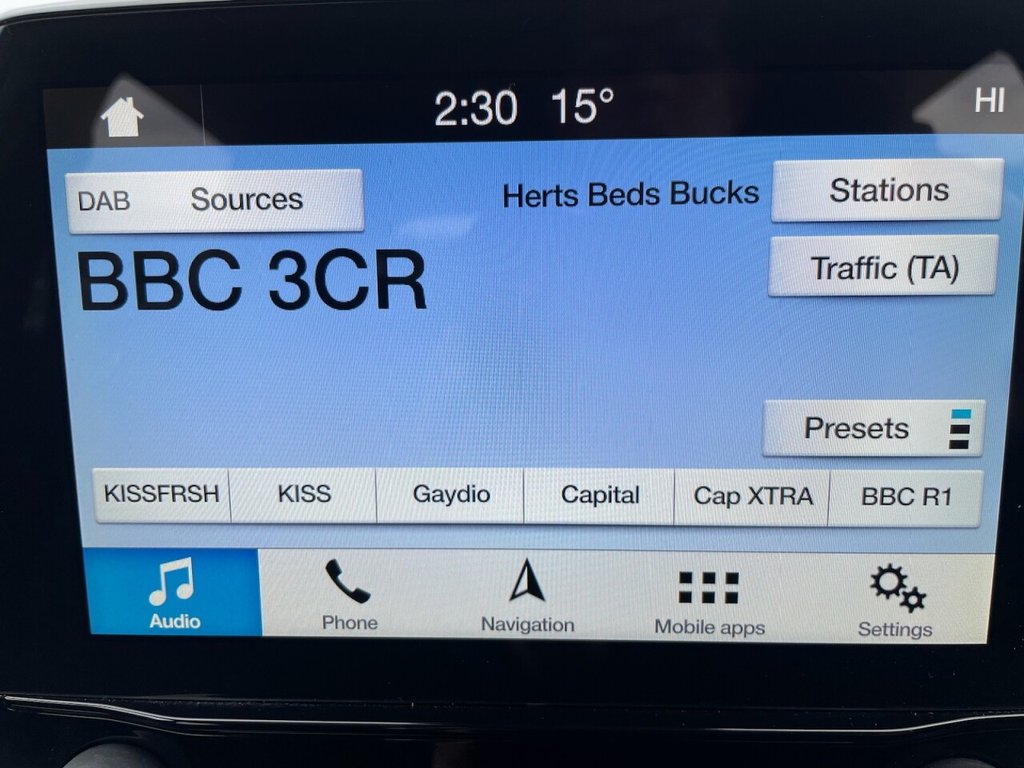 2:30 15° HI
DAB Sources Herts Beds Bucks Stations
BBC 3CR Traffic (TA)
Presets
KISSFRSH KISS Gaydio Capital Cap XTRA BBC R1
Audio Phone Navigation Mobile apps Settings